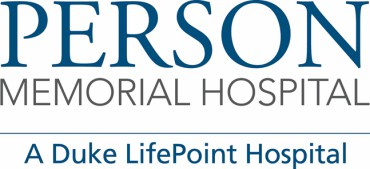 PERSON
MEMORIAL HOSPITAL
A Duke LifePoint Hospital